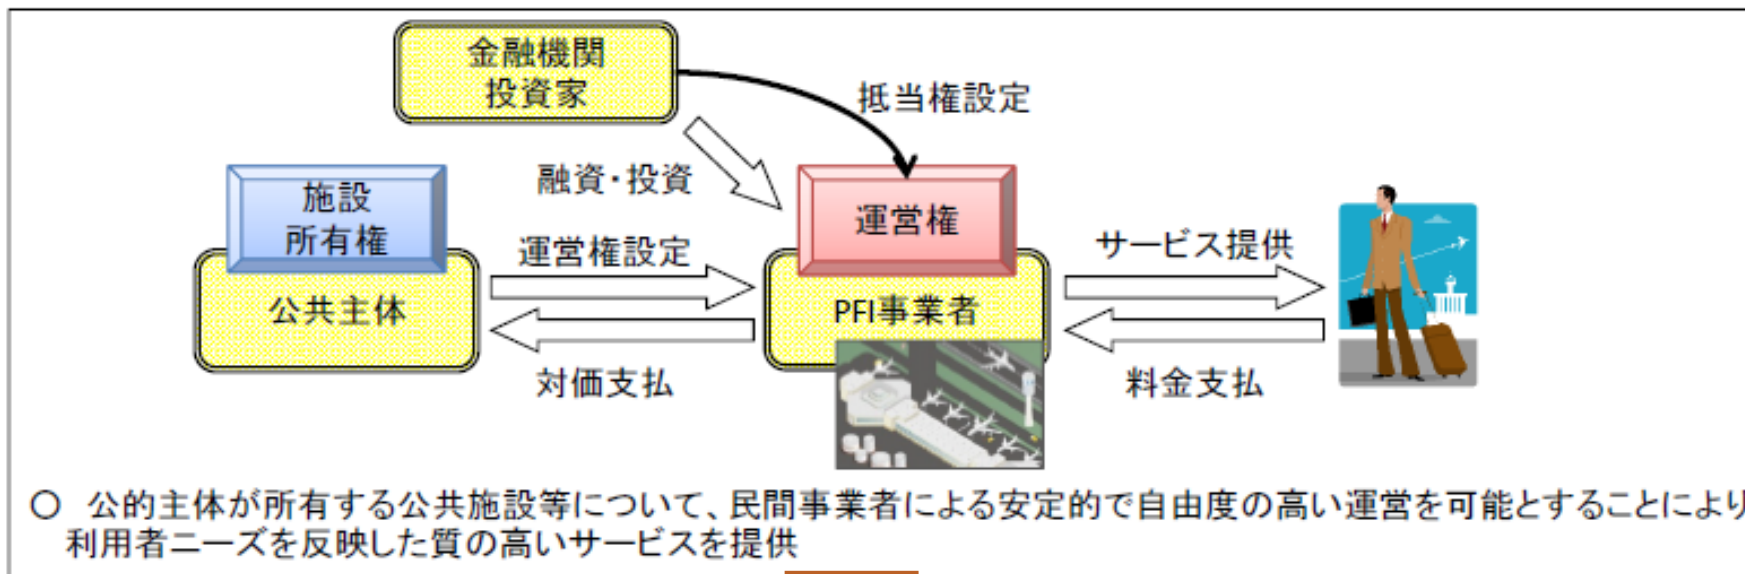 金融機関
投資家
抵当権設定
融資・投資
施設
所有権
運営権
運営権設定
サービス提供
公共主体
PFI事業者
対価支払
料金支払
○ 公的主体が所有する公共施設等について、民間事業者による安定的で自由度の高い運営を可能とすることにより
利用者ニーズを反映した質の高いサービスを提供